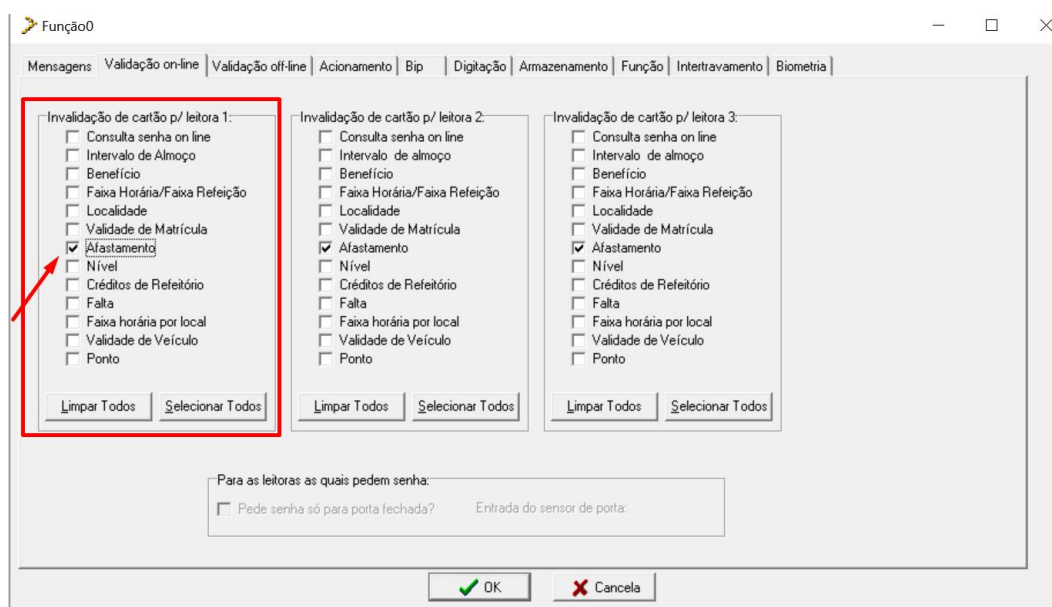 Função0
Mensagens Validação on-line Validação off-line Acionamento Bip Digitação Armazenamento Função Intertravamento Biometria
Invalidação de cartão p/ leitora 1:
Consulta senha on line
Intervalo de Almoço
Benefício
Faixa Horária/Faixa Refeição
Localidade
Validade de Matrícula
Afastamento
Nível
Créditos de Refeitório
Falta
Faixa horária por local
Validade de Veículo
Ponto
Limpar Todos Selecionar Todos
Invalidação de cartão p/ leitora 2:
Consulta senha on line
Intervalo de almoço
Benefício
Faixa Horária/Faixa Refeição
Localidade
Validade de Matrícula
Afastamento
Nível
Créditos de Refeitório
Falta
Faixa horária por local
Validade de Veículo
Ponto
Limpar Todos Selecionar Todos
Invalidação de cartão p/ leitora 3:
Consulta senha on line
Intervalo de almoço
Benefício
Faixa Horária/Faixa Refeição
Localidade
Validade de Matrícula
Afastamento
Nível
Créditos de Refeitório
Falta
Faixa horária por local
Validade de Veículo
Ponto
Limpar Todos Selecionar Todos
Para as leitoras as quais pedem senha:
Pede senha só para porta fechada? Entrada do sensor de porta:
OK Cancela